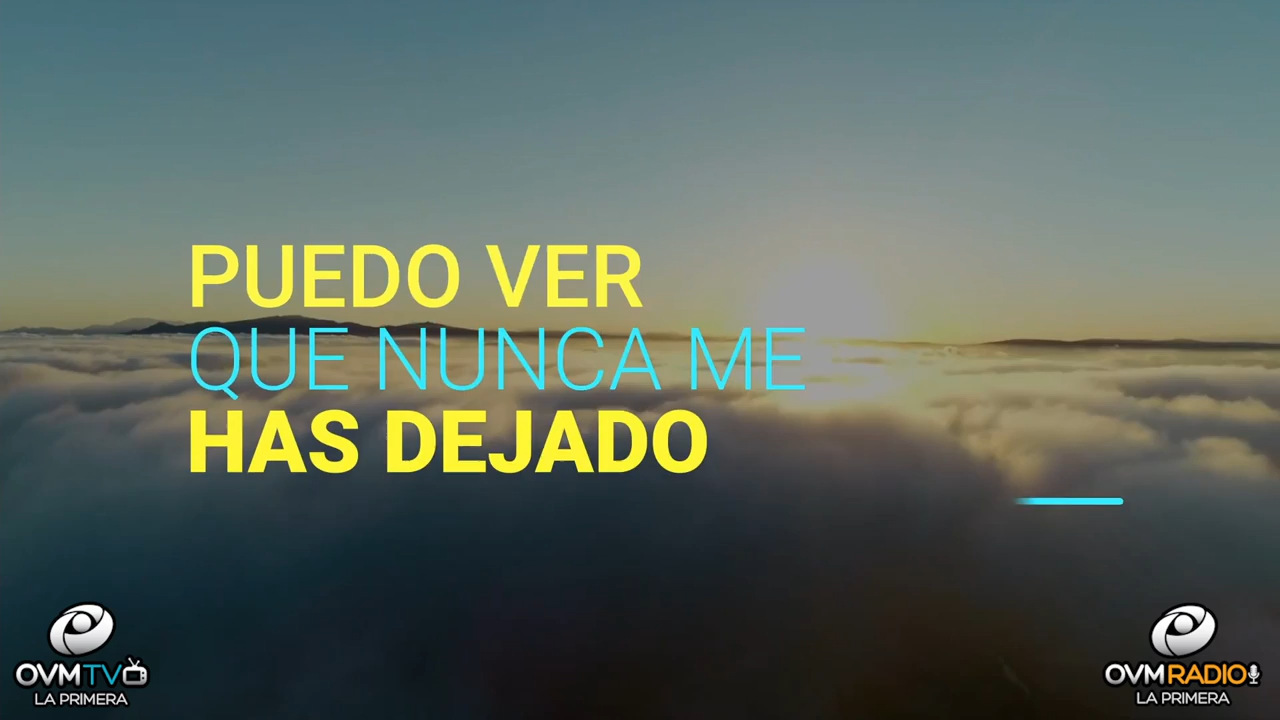 PUEDO VER
QUE NUNCA ME
HAS DEJADO
OVMTV
LA PRIMERA
OVMRADIO
LA PRIMERA